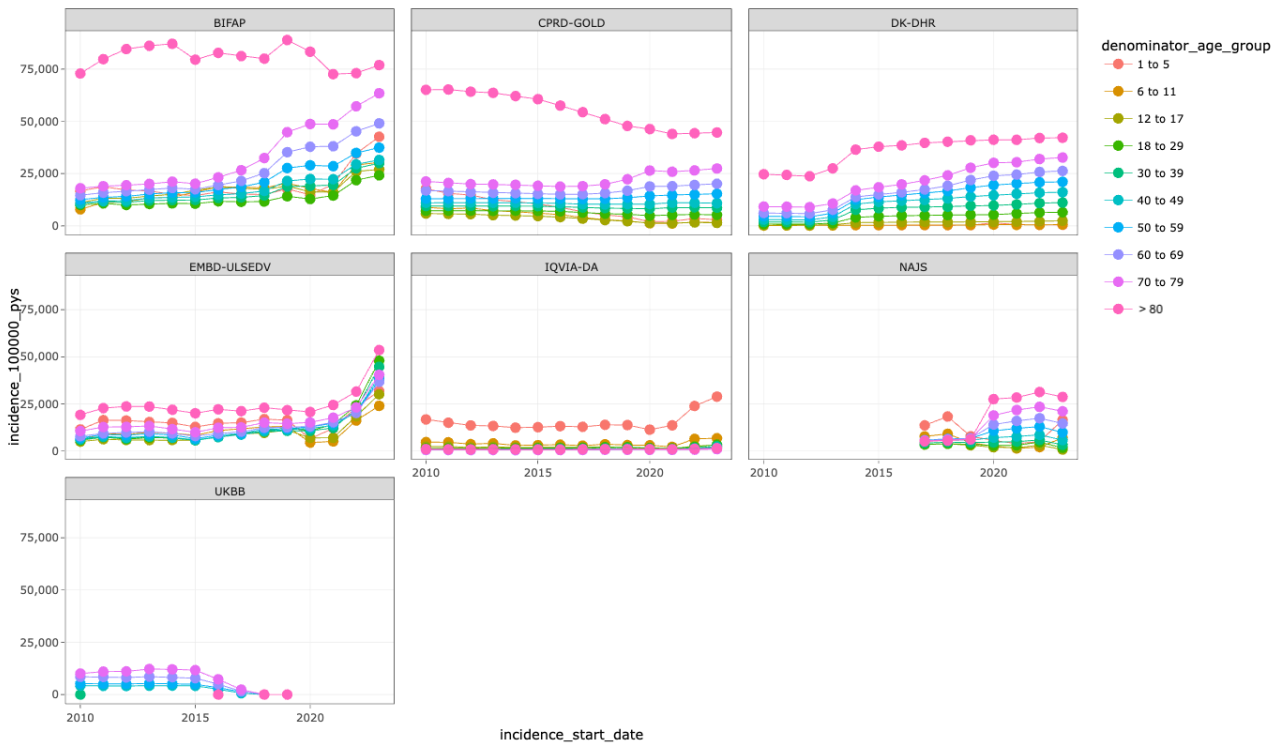 BIFAP
CPRD-GOLD
DK-DHR
denominator_age_group
1 to 5
6 to 11
12 to 17
18 to 29
30 to 39
40 to 49
50 to 59
60 to 69
70 to 79
> 80
75,000
50,000
25,000
0
EMBD-ULSEDV
IQVIA-DA
NAJS
incidence_100000_pys
75,000
50,000
25,000
0
2010
2015
2020
2010
2015
2020
UKBB
75,000
50,000
25,000
0
2010
2015
2020
incidence_start_date